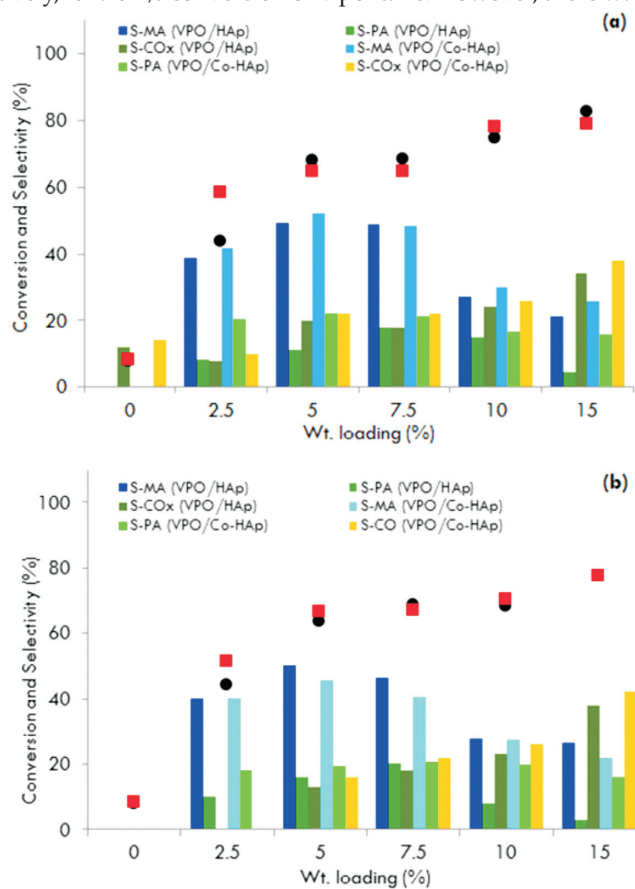 (a)
S-MA (VPO/HAp) S-PA (VPO/HAp)
S-COx (VPO/HAp) S-MA (VPO/Co-HAp)
S-PA (VPO/Co-HAp) S-COx (VPO/Co-HAp)
Conversion and Selectivity (%)
100
80
60
40
20
0
0 2.5 5 7.5 10 15
Wt. loading (%)
(b)
S-MA (VPO/HAp) S-PA (VPO/HAp)
S-COx (VPO/HAp) S-MA (VPO/Co-HAp)
S-PA (VPO/Co-HAp) S-CO (VPO/Co-HAp)
Conversion and Selectivity (%)
100
80
60
40
20
0
0 2.5 5 7.5 10 15
Wt. loading (%)